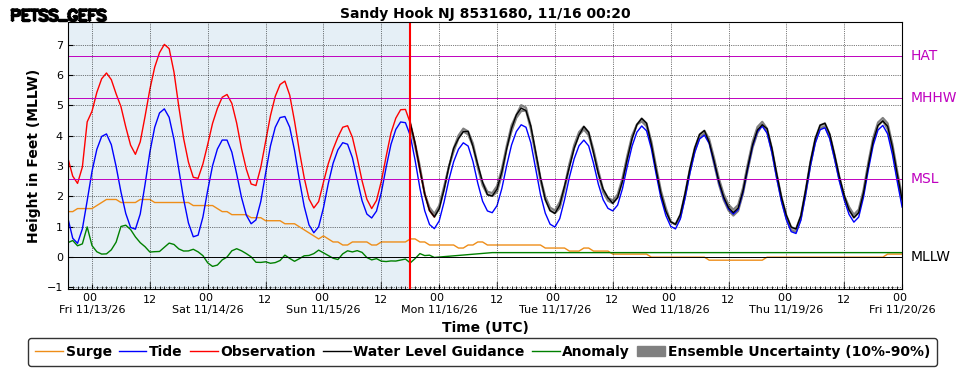 PETSS_GEFS
Sandy Hook NJ 8531680, 11/16 00:20
Height in Feet (MLLW)
7
6
5
4
3
2
1
0
−1
HAT
MHHW
MSL
MLLW
00 12 00 12 00 12 00 12 00 12 00 12 00 12 00
Fri 11/13/26 Sat 11/14/26 Sun 11/15/26 Mon 11/16/26 Tue 11/17/26 Wed 11/18/26 Thu 11/19/26 Fri 11/20/26
Time (UTC)
Surge Tide Observation Water Level Guidance Anomaly Ensemble Uncertainty (10%-90%)